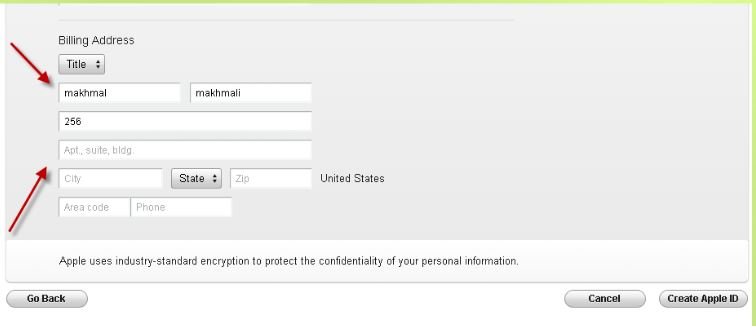 Billing Address
Title
makhmal makhmali
256
Apt., suite, bldg.
City State Zip United States
Area code Phone
Apple uses industry-standard encryption to protect the confidentiality of your personal information.
Go Back Cancel Create Apple ID